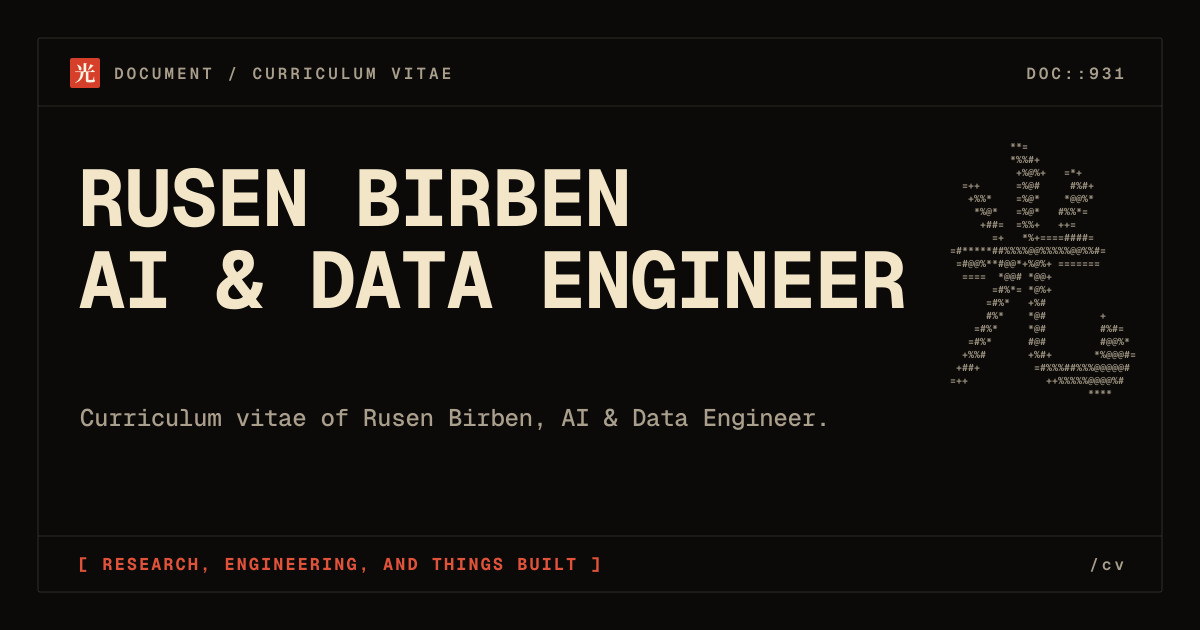 光 DOCUMENT / CURRICULUM VITAE
DOC::931
RUSEN BIRBEN
AI & DATA ENGINEER
Curriculum vitae of Rusen Birben, AI & Data Engineer.
[ RESEARCH, ENGINEERING, AND THINGS BUILT ]
/cv